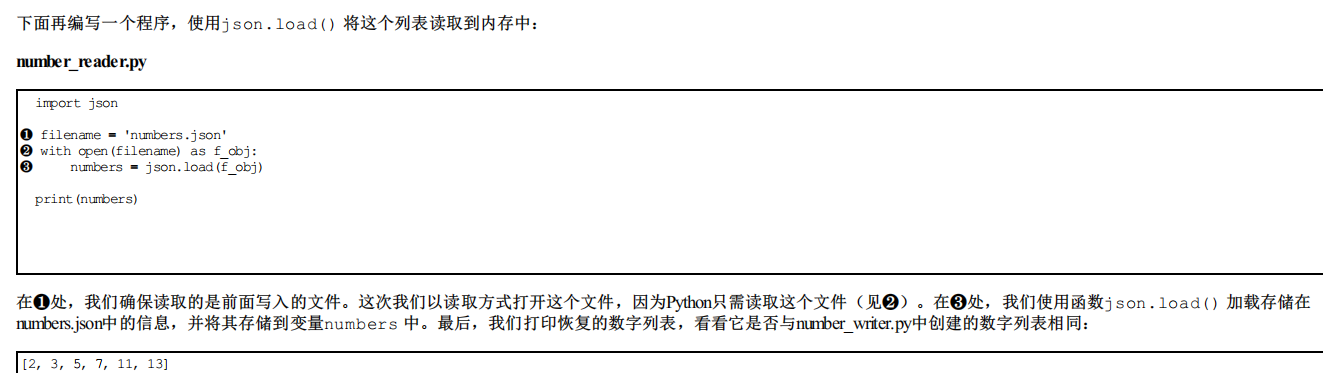 下面再编写一个程序，使用json.load() 将这个列表读取到内存中：
number_reader.py
import json
❶ filename = 'numbers.json'
❷ with open(filename) as f_obj:
❸     numbers = json.load(f_obj)
print(numbers)
在❶处，我们确保读取的是前面写入的文件。这次我们以读取方式打开这个文件，因为Python只需读取这个文件（见❷）。在❸处，我们使用函数json.load() 加载存储在
numbers.json中的信息，并将其存储到变量numbers 中。最后，我们打印恢复的数字列表，看看它是否与number_writer.py中创建的数字列表相同：
[2, 3, 5, 7, 11, 13]